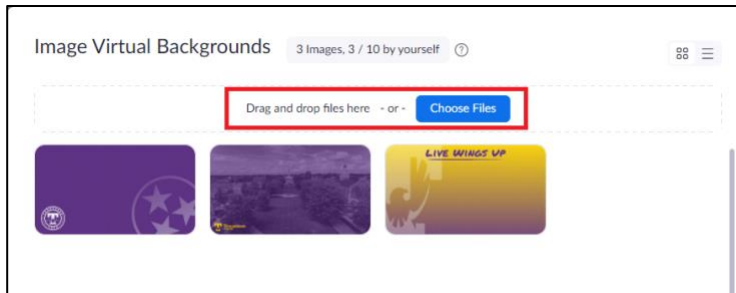 Image Virtual Backgrounds 3 Images, 3 / 10 by yourself ?
Drag and drop files here - or - Choose Files
LIVE WINGS UP